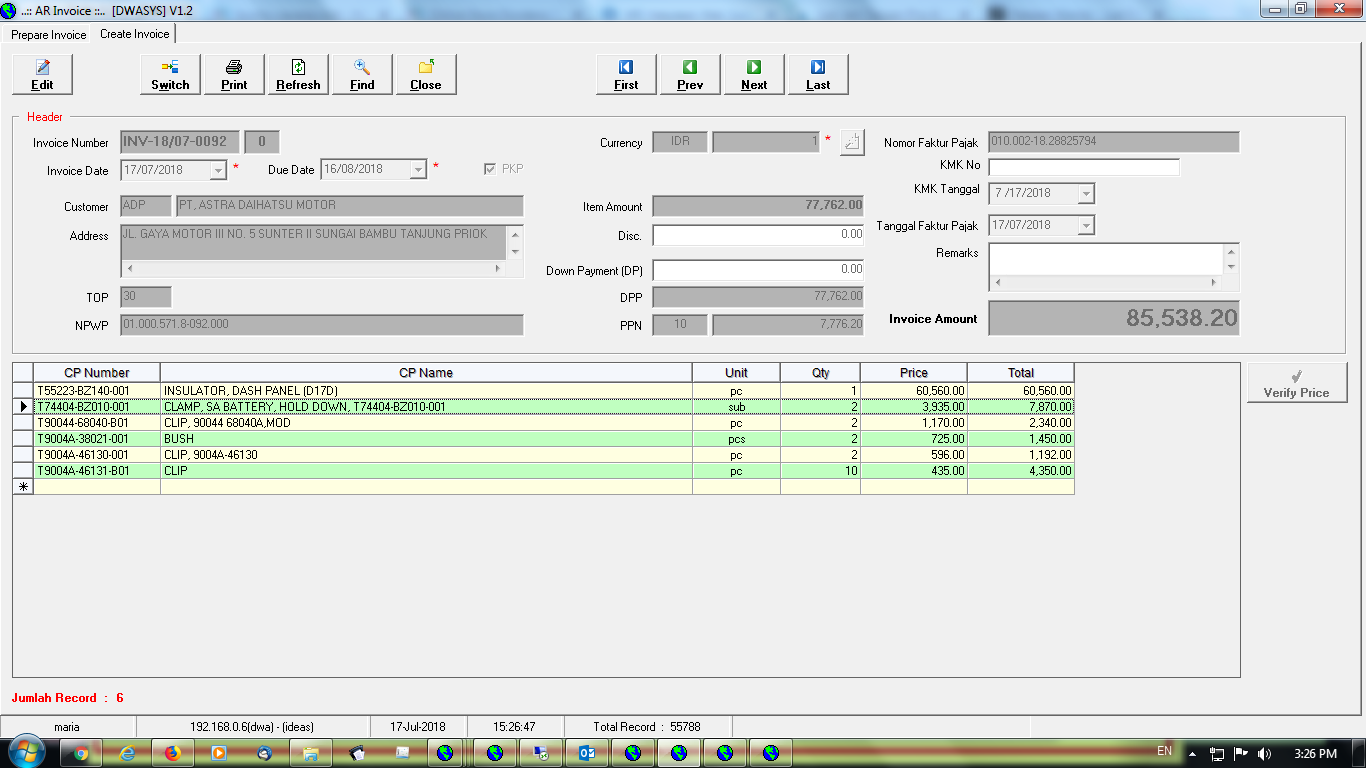 ..:: AR Invoice ::.. [DWASYS] V1.2
Prepare Invoice Create Invoice
Edit Switch Print Refresh Find Close First Prev Next Last
Header
Invoice Number INV-18/07-0092 0 Currency IDR 1 * Nomor Faktur Pajak 010.002-18.28825794
KMK No
Invoice Date 17/07/2018 * Due Date 16/08/2018 * PKP
KMK Tanggal 7 /17/2018
Customer ADP PT, ASTRA DAIHATSU MOTOR Item Amount 77,762.00
Tanggal Faktur Pajak 17/07/2018
Address JL. GAYA MOTOR III NO. 5 SUNTER II SUNGAI BAMBU TANJUNG PRIOK Disc. 0.00
Remarks
Down Payment (DP) 0.00
TOP 30 DPP 77,762.00
NPWP 01.000.571.8-092.000 PPN 10 7,776.20 Invoice Amount 85,538.20
CP Number CP Name Unit Qty Price Total
T55223-BZ140-001 INSULATOR, DASH PANEL (D17D) pc 1 60,560.00 60,560.00
T74404-BZ010-001 CLAMP, SA BATTERY, HOLD DOWN, T74404-BZ010-001 sub 2 3,935.00 7,870.00
T90044-68040-B01 CLIP, 90044 68040A,MOD pc 2 1,170.00 2,340.00
T9004A-38021-001 BUSH pcs 2 725.00 1,450.00
T9004A-46130-001 CLIP, 9004A-46130 pc 2 596.00 1,192.00
T9004A-46131-B01 CLIP pc 10 435.00 4,350.00
Verify Price
Jumlah Record : 6
maria 192.168.0.6(dwa) - (ideas) 17-Jul-2018 15:26:47 Total Record : 55788
EN 3:26 PM